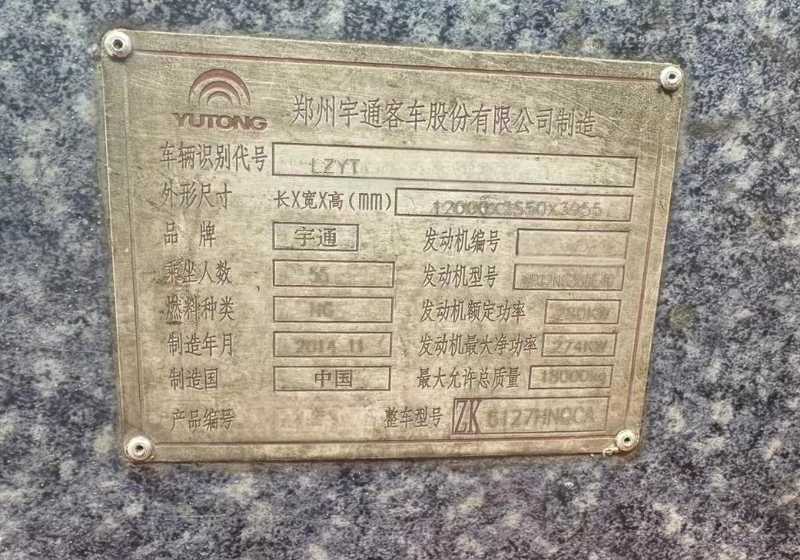 YUTONG 郑州宇通客车股份有限公司制造
车辆识别代号 LZYT
外形尺寸 长X宽X高(mm)
品牌 宇通 发动机编号
乘坐人数 55 发动机型号
燃料种类 NG 发动机额定功率 280KW
制造年月 2014.11 发动机最大净功率 274KW
制造国 中国 最大允许总质量 18000kg
产品编号 整车型号 ZK 6127HNQCA